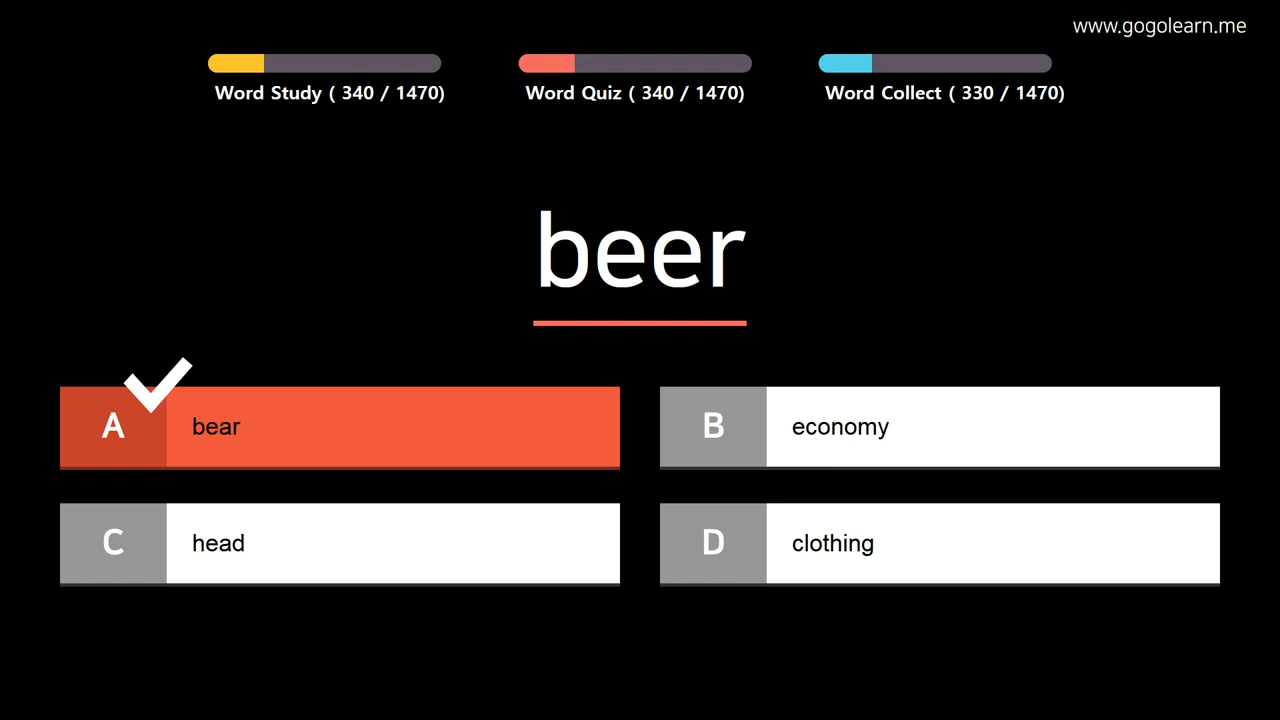 www.gogolearn.me
Word Study ( 340 / 1470)
Word Quiz ( 340 / 1470)
Word Collect ( 330 / 1470)
beer
A bear
B economy
C head
D clothing